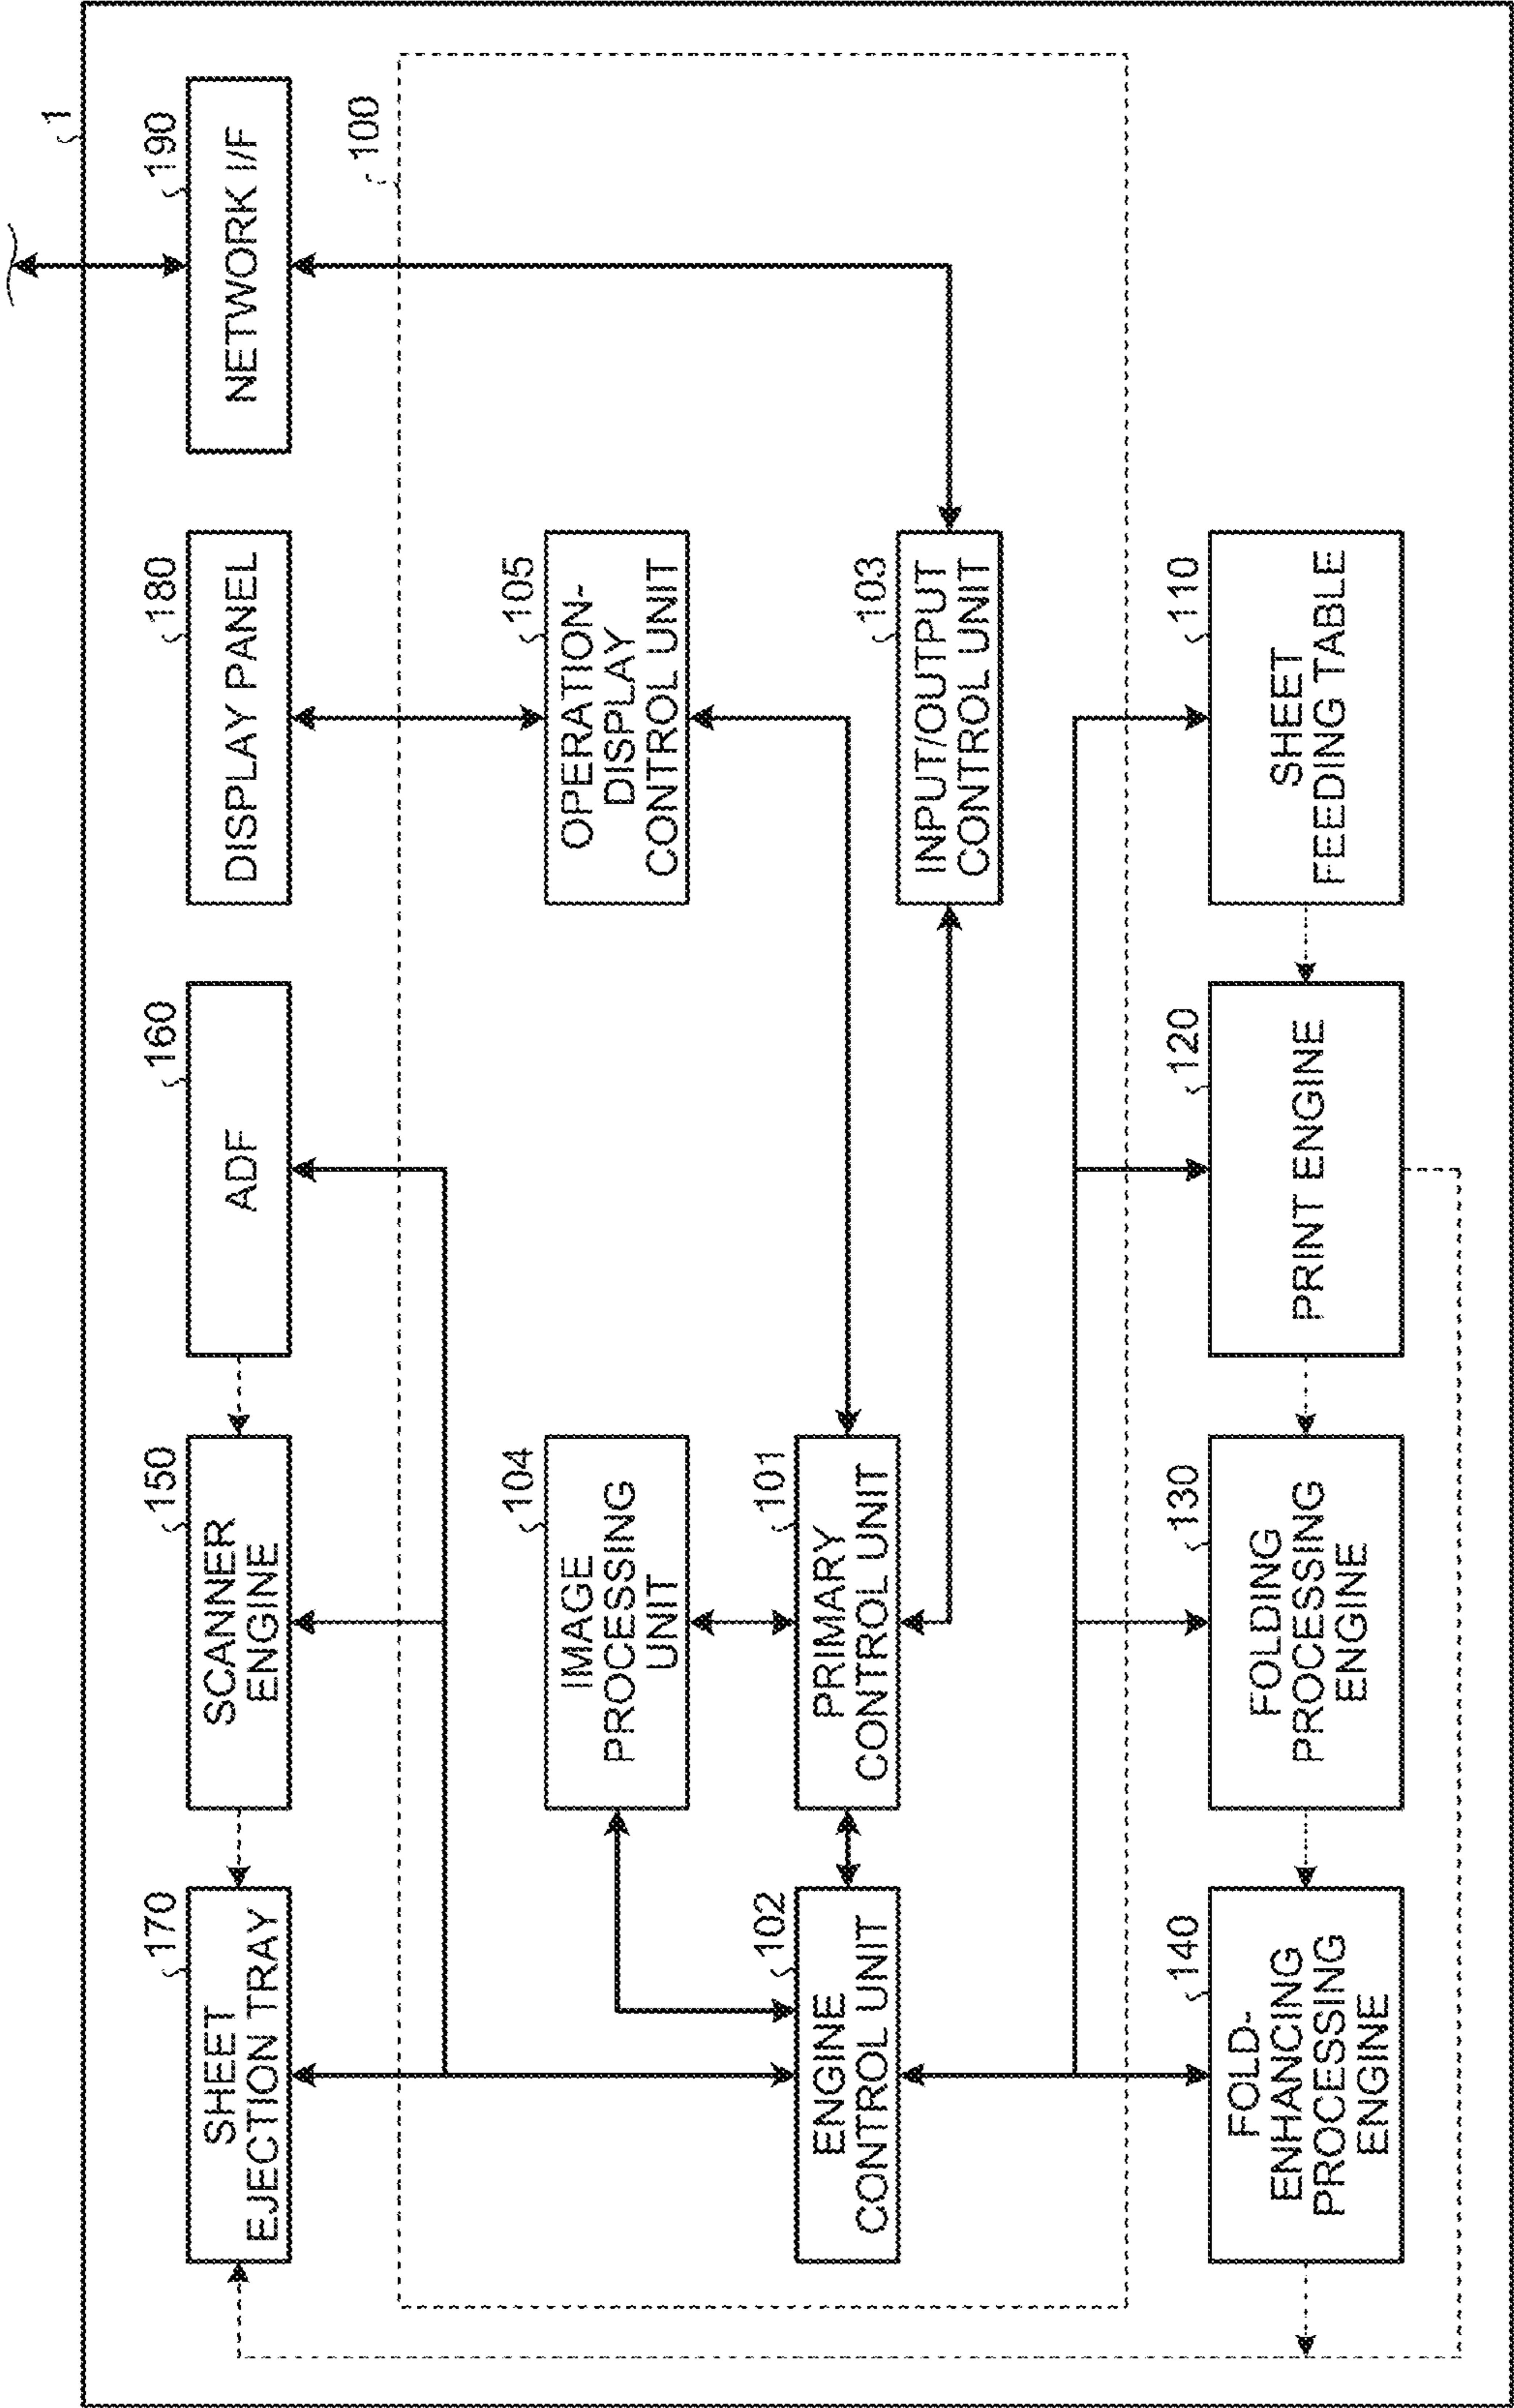 1
170
SHEET
EJECTION TRAY
150
SCANNER
ENGINE
160
ADF
180
DISPLAY PANEL
190
NETWORK I/F
100
104
IMAGE
PROCESSING
UNIT
105
OPERATION-
DISPLAY
CONTROL UNIT
102
ENGINE
CONTROL UNIT
101
PRIMARY
CONTROL UNIT
103
INPUT/OUTPUT
CONTROL UNIT
140
FOLD-
ENHANCING
PROCESSING
ENGINE
130
FOLDING
PROCESSING
ENGINE
120
PRINT ENGINE
110
SHEET
FEEDING TABLE